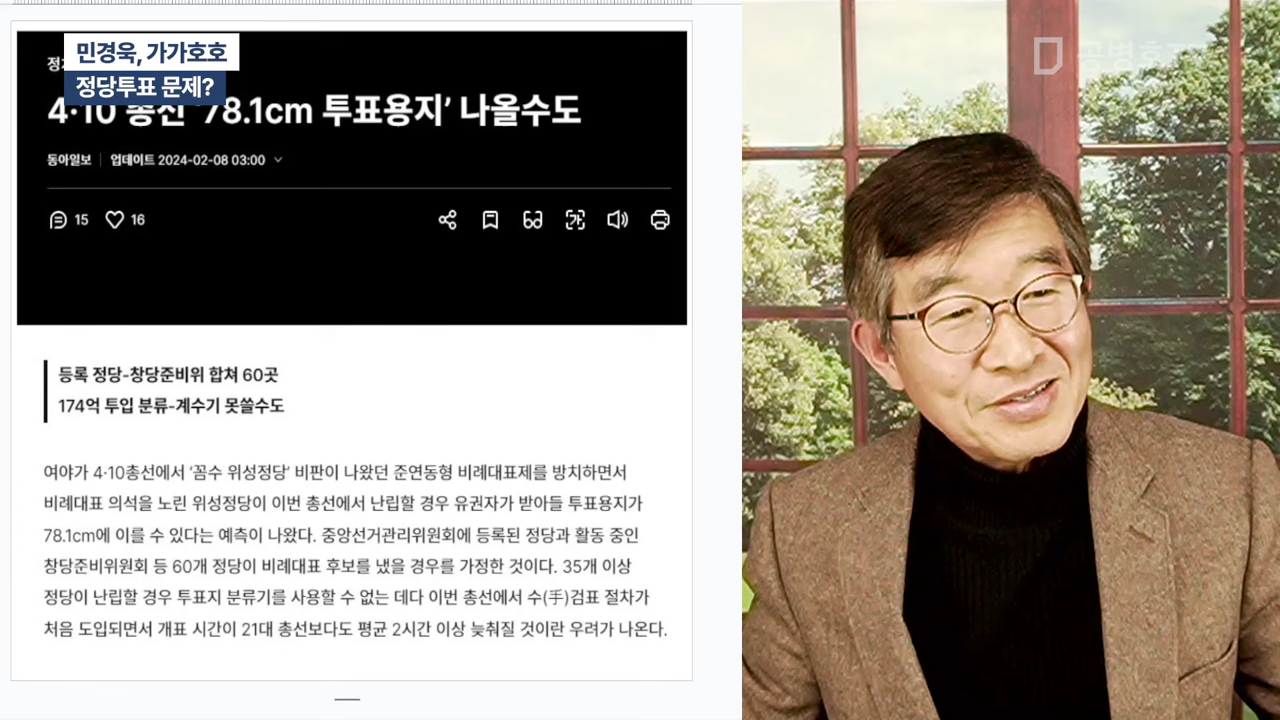 민경욱, 가가호호
정당투표 문제?
4·10 총선 '78.1cm 투표용지' 나올수도
동아일보 업데이트 2024-02-08 03:00
15 16
등록 정당-창당준비위 합쳐 60곳
174억 투입 분류-계수기 못쓸수도
여야가 4·10총선에서 '꼼수 위성정당' 비판이 나왔던 준연동형 비례대표제를 방치하면서
비례대표 의석을 노린 위성정당이 이번 총선에서 난립할 경우 유권자가 받아들 투표용지가
78.1cm에 이를 수 있다는 예측이 나왔다. 중앙선거관리위원회에 등록된 정당과 활동 중인
창당준비위원회 등 60개 정당이 비례대표 후보를 냈을 경우를 가정한 것이다. 35개 이상
정당이 난립할 경우 투표지 분류기를 사용할 수 없는 데다 이번 총선에서 수(手)검표 절차가
처음 도입되면서 개표 시간이 21대 총선보다도 평균 2시간 이상 늦춰질 것이란 우려가 나온다.